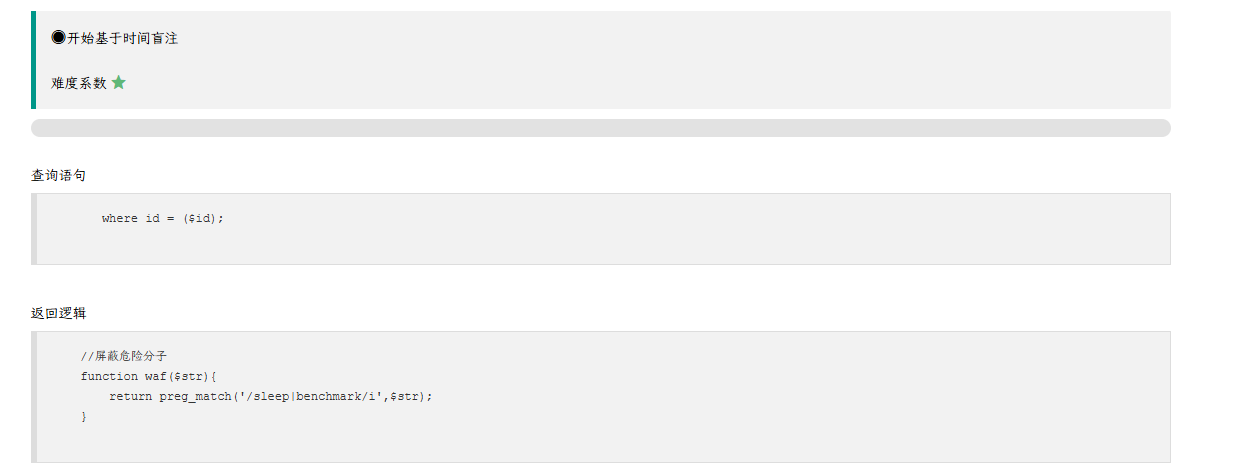 开始基于时间盲注
难度系数
查询语句
where id = ($id);
返回逻辑
//屏蔽危险分子
function waf($str){
return preg_match('/sleep|benchmark/i',$str);
}